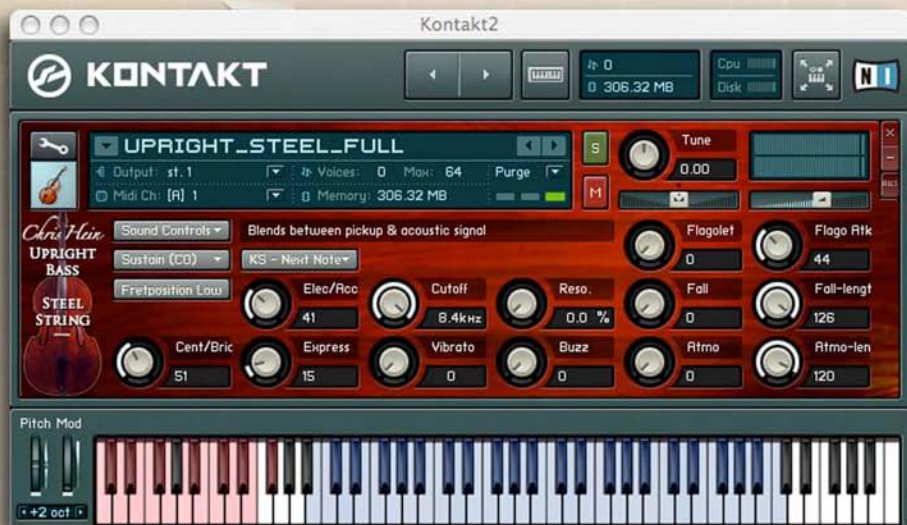 Kontakt2
KONTAKT
0
306.32 MB
Cpu
Disk
NI
UPRIGHT_STEEL_FULL
S
Tune
0.00
Output: st.1
Voices: 0 Max: 64
Purge
Midi Ch: [A] 1
Memory: 306.32 MB
M
Chris Hein
UPRIGHT
BASS
STEEL
STRING
Sound Controls
Blends between pickup & acoustic signal
Flagolet
0
Flago Atk
44
Sustain (C0)
KS - Next Note
Fretposition Low
Elec/Acc
41
Cutoff
8.4kHz
Reso.
0.0 %
Fall
0
Fall-lengt
126
Cent/Bric
51
Express
15
Vibrato
0
Buzz
0
Atmo
0
Atmo-len
120
Pitch Mod
+2 oct